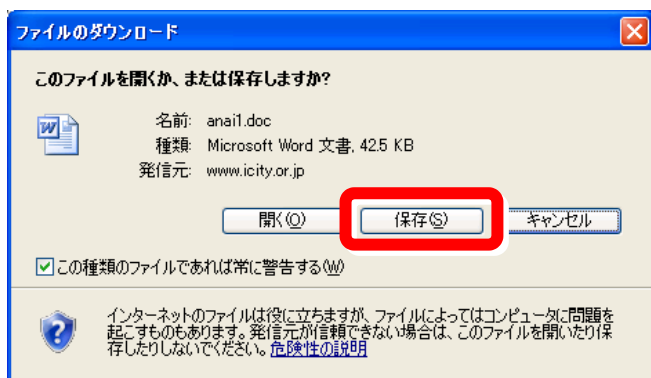 ファイルのダウンロード
このファイルを開くか、または保存しますか?
名前: anai1.doc
種類: Microsoft Word 文書, 42.5 KB
発信元: www.icity.or.jp
開く(O) 保存(S) キャンセル
この種類のファイルであれば常に警告する(W)
インターネットのファイルは役に立ちますが、ファイルによってはコンピュータに問題を
起こすものもあります。発信元が信頼できない場合は、このファイルを開いたり保
存したりしないでください。危険性の説明